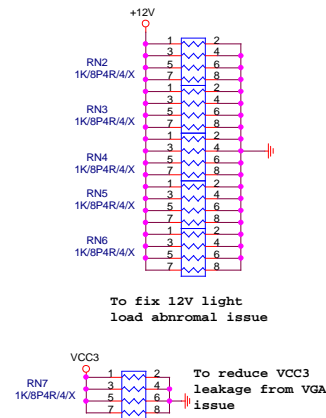 +12V
RN2
1K/8P4R/4/X
1 2
3 4
5 6
7 8
RN3
1K/8P4R/4/X
1 2
3 4
5 6
7 8
RN4
1K/8P4R/4/X
1 2
3 4
5 6
7 8
RN5
1K/8P4R/4/X
1 2
3 4
5 6
7 8
RN6
1K/8P4R/4/X
1 2
3 4
5 6
7 8
To fix 12V light
load abnromal issue
VCC3
RN7
1K/8P4R/4/X
1 2
3 4
5 6
7 8
To reduce VCC3
leakage from VGA
issue